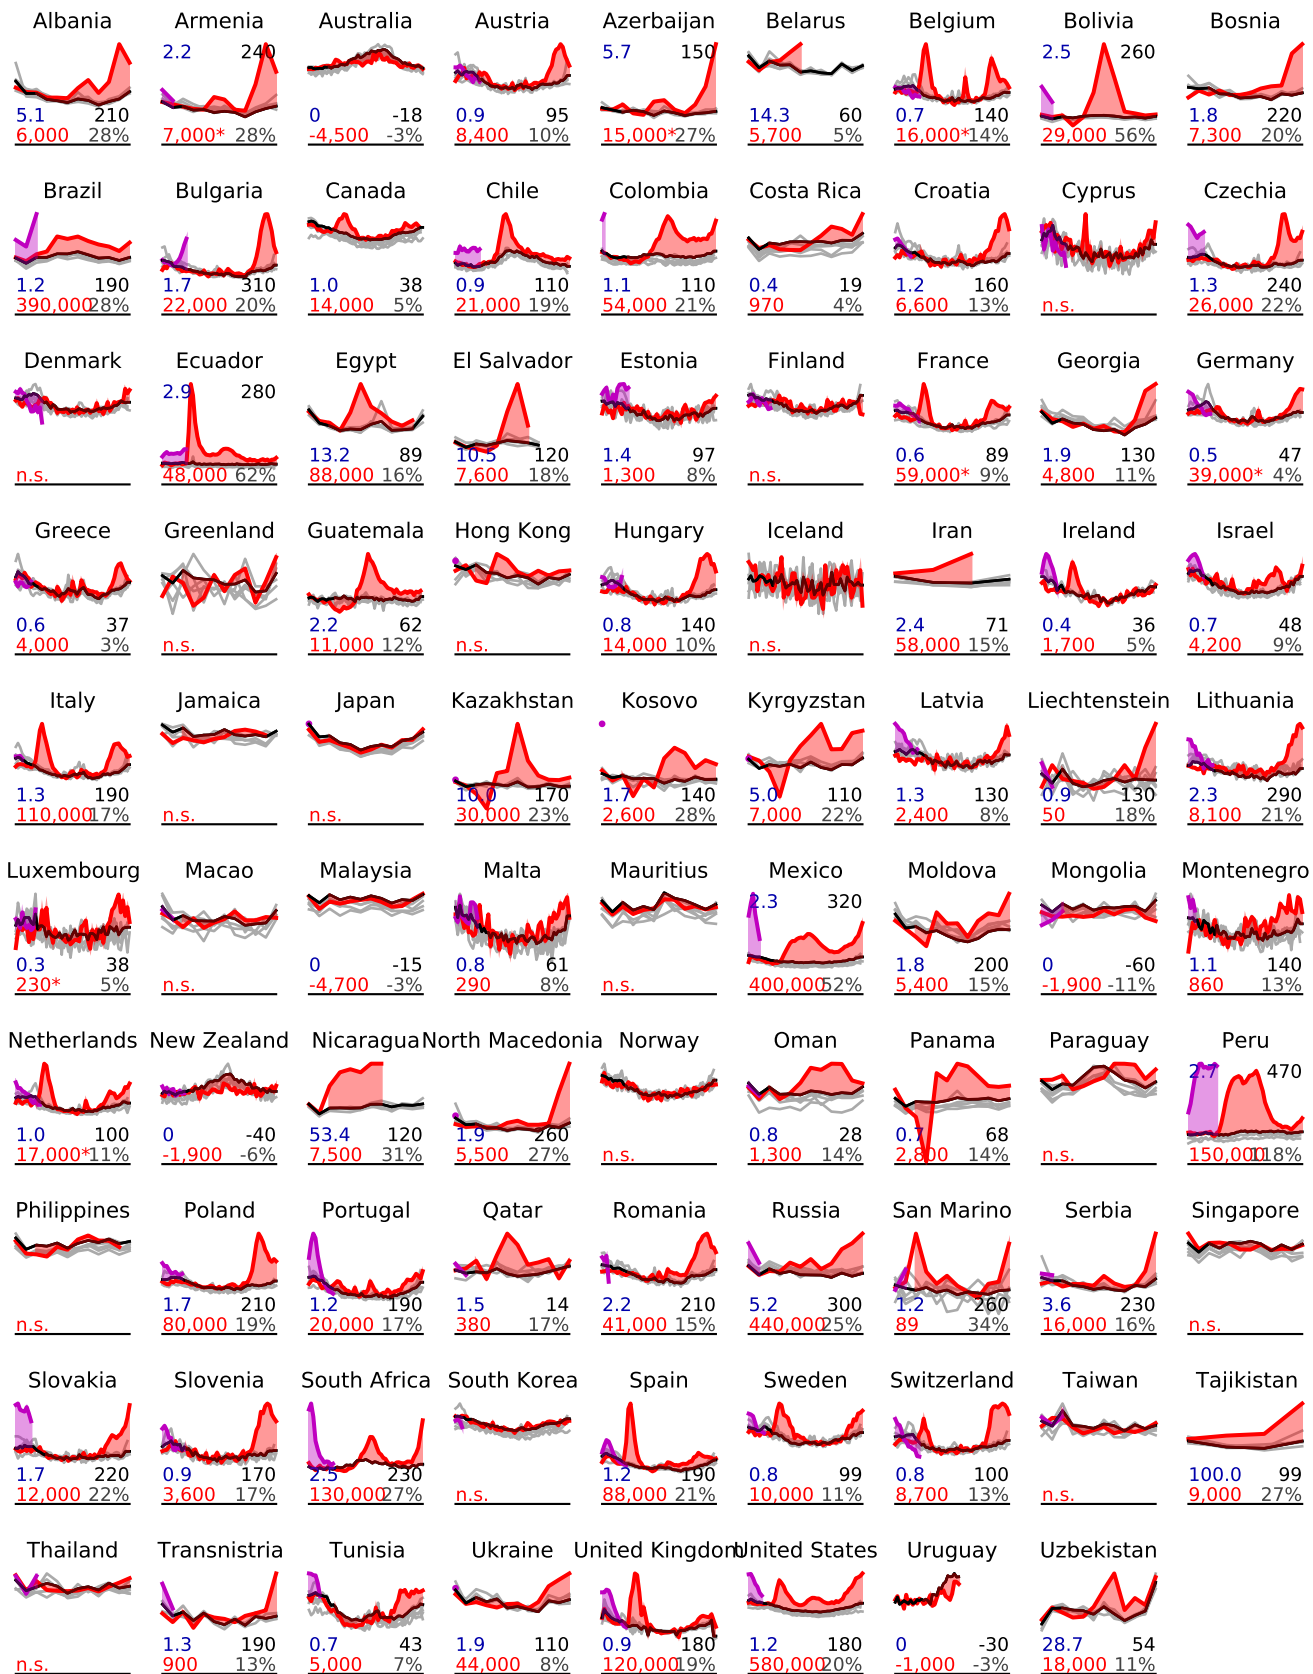 Albania Armenia Australia Austria Azerbaijan Belarus Belgium Bolivia Bosnia
2.2 240 5.7 150 2.5 260
5.1 210 0 -18 0.9 95 14.3 60 0.7 140 1.8 220
6,000 28% 7,000* 28% -4,500 -3% 8,400 10% 15,000* 27% 5,700 5% 16,000* 14% 29,000 56% 7,300 20%
Brazil Bulgaria Canada Chile Colombia Costa Rica Croatia Cyprus Czechia
1.2 190 1.7 310 1.0 38 0.9 110 1.1 110 0.4 19 1.2 160 1.3 240
390,000 28% 22,000 20% 14,000 5% 21,000 19% 54,000 21% 970 4% 6,600 13% n.s. 26,000 22%
Denmark Ecuador Egypt El Salvador Estonia Finland France Georgia Germany
2.9 280
13.2 89 10.5 120 1.4 97 0.6 89 1.9 130 0.5 47
n.s. 48,000 62% 88,000 16% 7,600 18% 1,300 8% n.s. 59,000* 9% 4,800 11% 39,000* 4%
Greece Greenland Guatemala Hong Kong Hungary Iceland Iran Ireland Israel
0.6 37 2.2 62 0.8 140 2.4 71 0.4 36 0.7 48
4,000 3% n.s. 11,000 12% n.s. 14,000 10% n.s. 58,000 15% 1,700 5% 4,200 9%
Italy Jamaica Japan Kazakhstan Kosovo Kyrgyzstan Latvia Liechtenstein Lithuania
1.3 190 10.0 170 1.7 140 5.0 110 1.3 130 0.9 130 2.3 290
110,000 17% n.s. n.s. 30,000 23% 2,600 28% 7,000 22% 2,400 8% 50 18% 8,100 21%
Luxembourg Macao Malaysia Malta Mauritius Mexico Moldova Mongolia Montenegro
2.3 320
0.3 38 0 -15 0.8 61 1.8 200 0 -60 1.1 140
230* 5% n.s. -4,700 -3% 290 8% n.s. 400,000 52% 5,400 15% -1,900 -11% 860 13%
Netherlands New Zealand Nicaragua North Macedonia Norway Oman Panama Paraguay Peru
2.7 470
1.0 100 0 -40 53.4 120 1.9 260 0.8 28 0.7 68
17,000* 11% -1,900 -6% 7,500 31% 5,500 27% n.s. 1,300 14% 2,800 14% n.s. 150,000 118%
Philippines Poland Portugal Qatar Romania Russia San Marino Serbia Singapore
1.7 210 1.2 190 1.5 14 2.2 210 5.2 300 1.2 260 3.6 230
n.s. 80,000 19% 20,000 17% 380 17% 41,000 15% 440,000 25% 89 34% 16,000 16% n.s.
Slovakia Slovenia South Africa South Korea Spain Sweden Switzerland Taiwan Tajikistan
1.7 220 0.9 170 2.5 230 1.2 190 0.8 99 0.8 100 100.0 99
12,000 22% 3,600 17% 130,000 27% n.s. 88,000 21% 10,000 11% 8,700 13% n.s. 9,000 27%
Thailand Transnistria Tunisia Ukraine United Kingdom United States Uruguay Uzbekistan
1.3 190 0.7 43 1.9 110 0.9 180 1.2 180 0 -30 28.7 54
n.s. 900 13% 5,000 7% 44,000 8% 120,000 19% 580,000 20% -1,000 -3% 18,000 11%